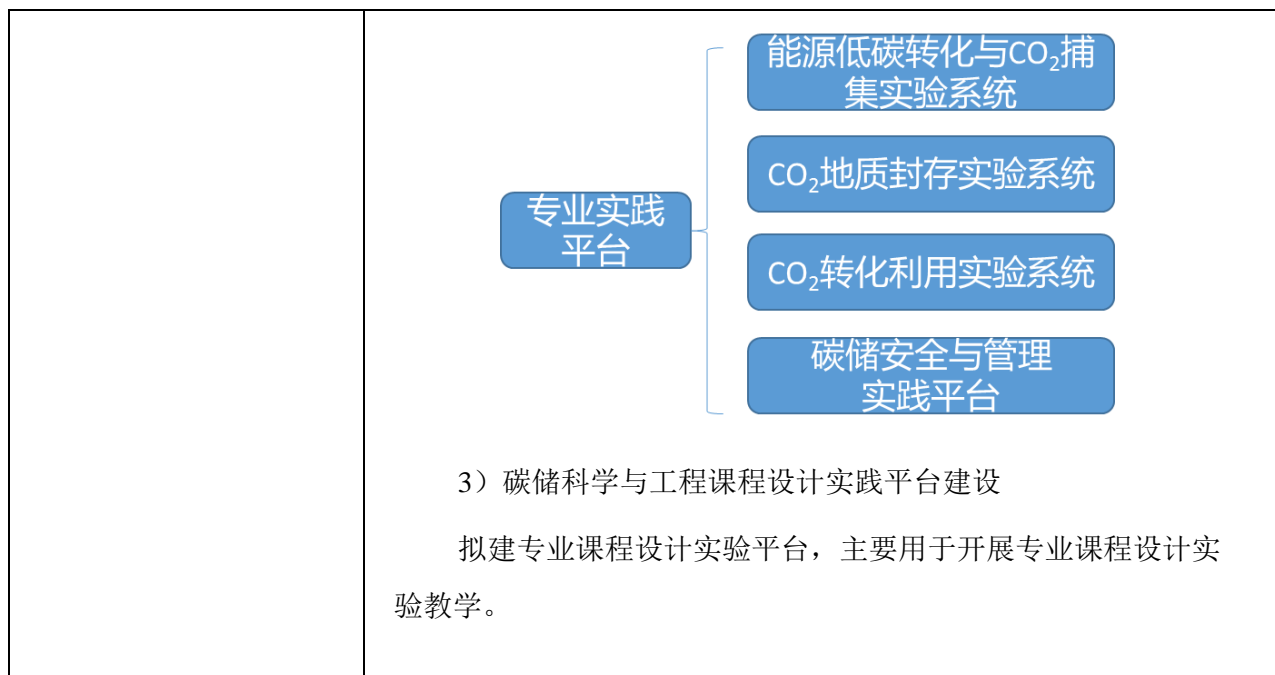 能源低碳转化与CO₂捕
集实验系统
CO₂地质封存实验系统
专业实践
平台
CO₂转化利用实验系统
碳储安全与管理
实践平台
3）碳储科学与工程课程设计实践平台建设
拟建专业课程设计实验平台，主要用于开展专业课程设计实
验教学。